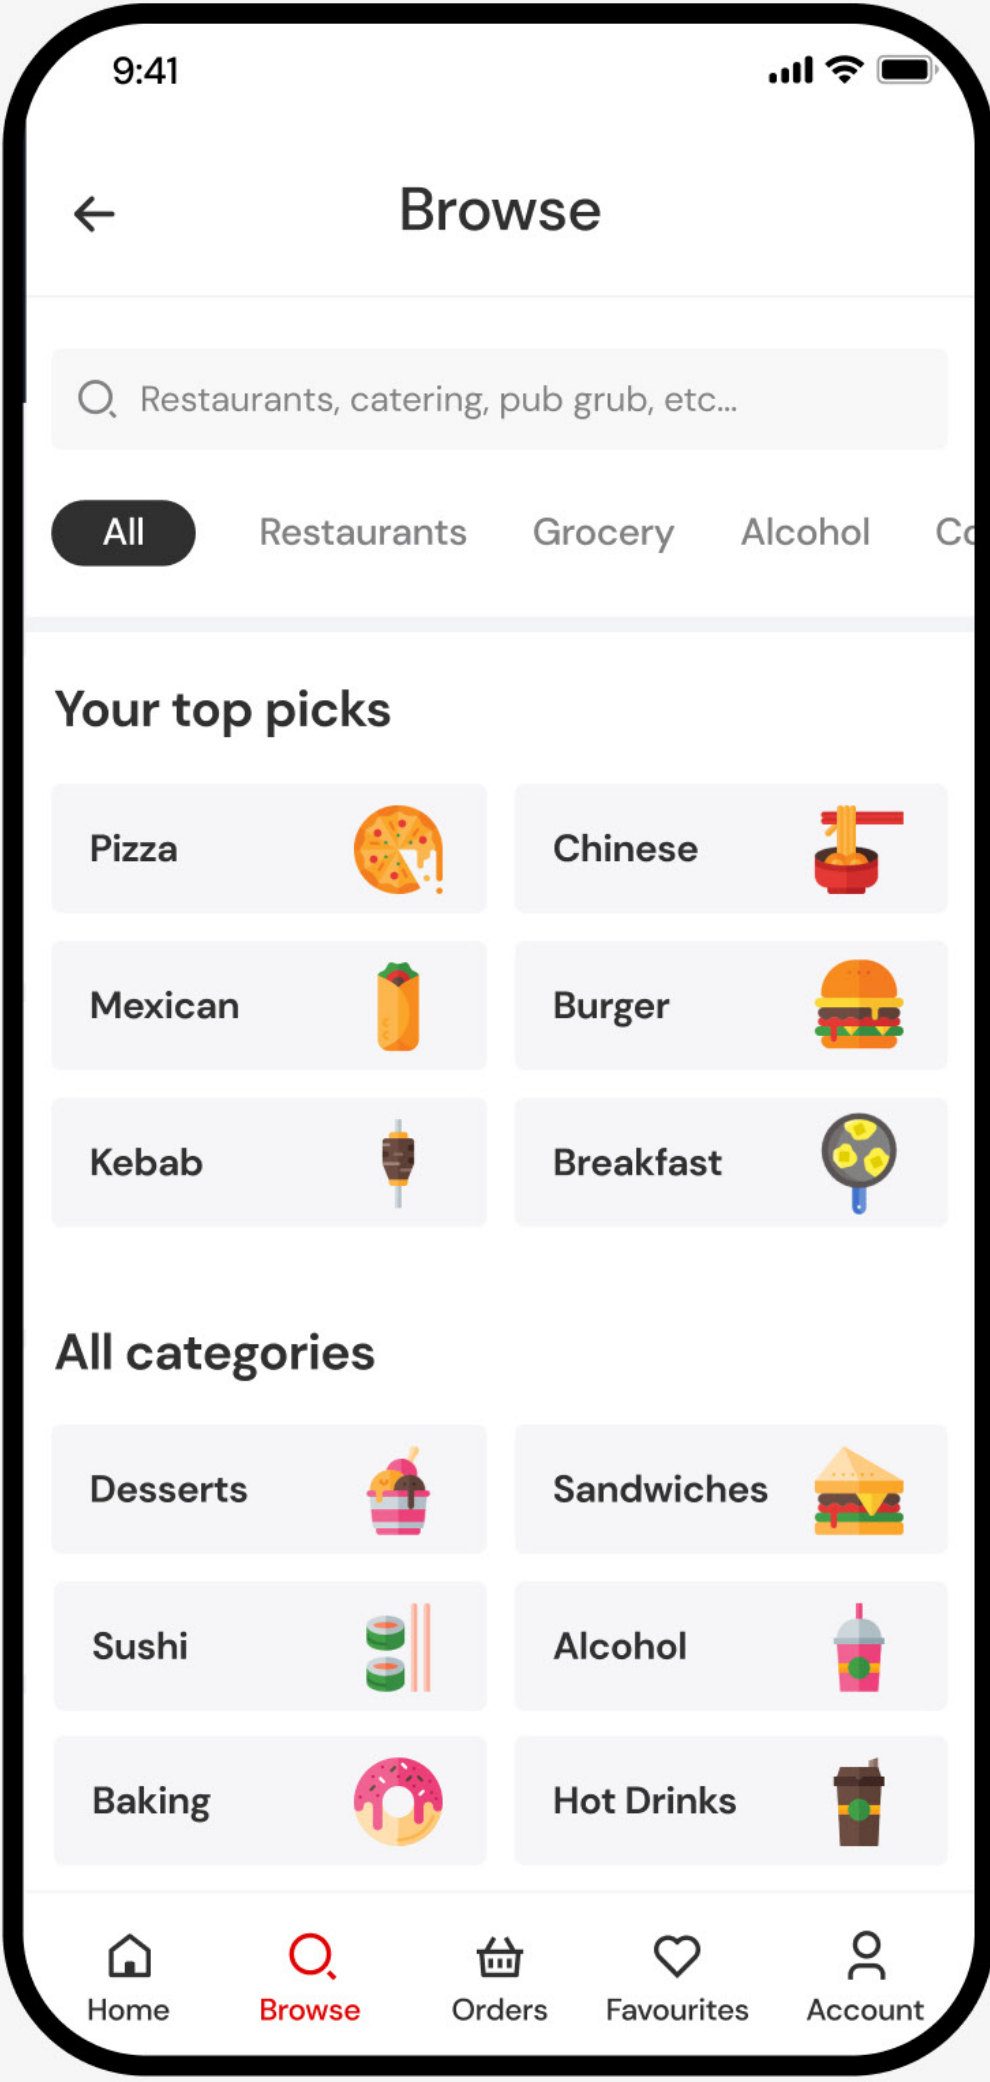 9:41
Browse
Restaurants, catering, pub grub, etc...
All Restaurants Grocery Alcohol Co
Your top picks
Pizza Chinese
Mexican Burger
Kebab Breakfast
All categories
Desserts Sandwiches
Sushi Alcohol
Baking Hot Drinks
Home Browse Orders Favourites Account